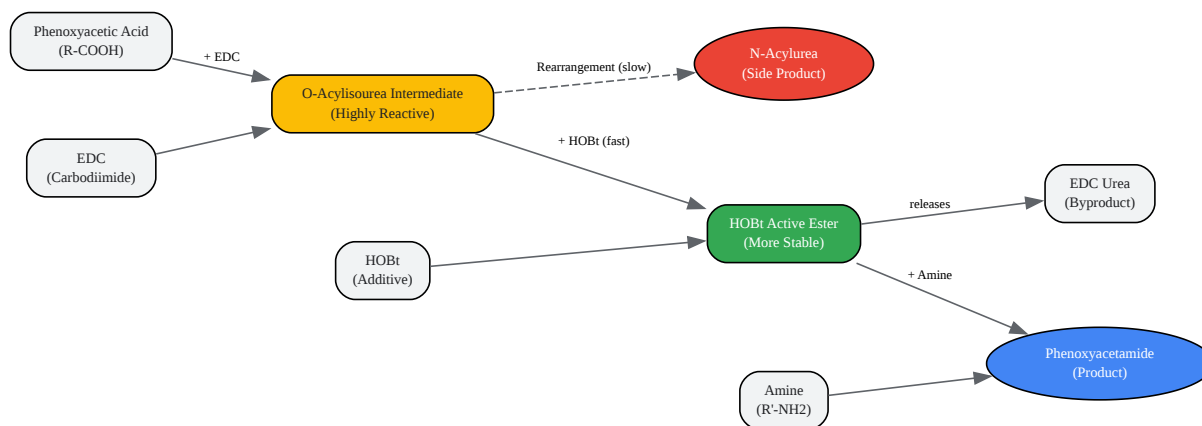 Phenoxyacetic Acid
(R-COOH)
+ EDC
EDC
(Carbodiimide)
O-Acylisourea Intermediate
(Highly Reactive)
Rearrangement (slow)
N-Acylurea
(Side Product)
+ HOBt (fast)
HOBt
(Additive)
HOBt Active Ester
(More Stable)
releases
EDC Urea
(Byproduct)
+ Amine
Amine
(R'-NH2)
Phenoxyacetamide
(Product)